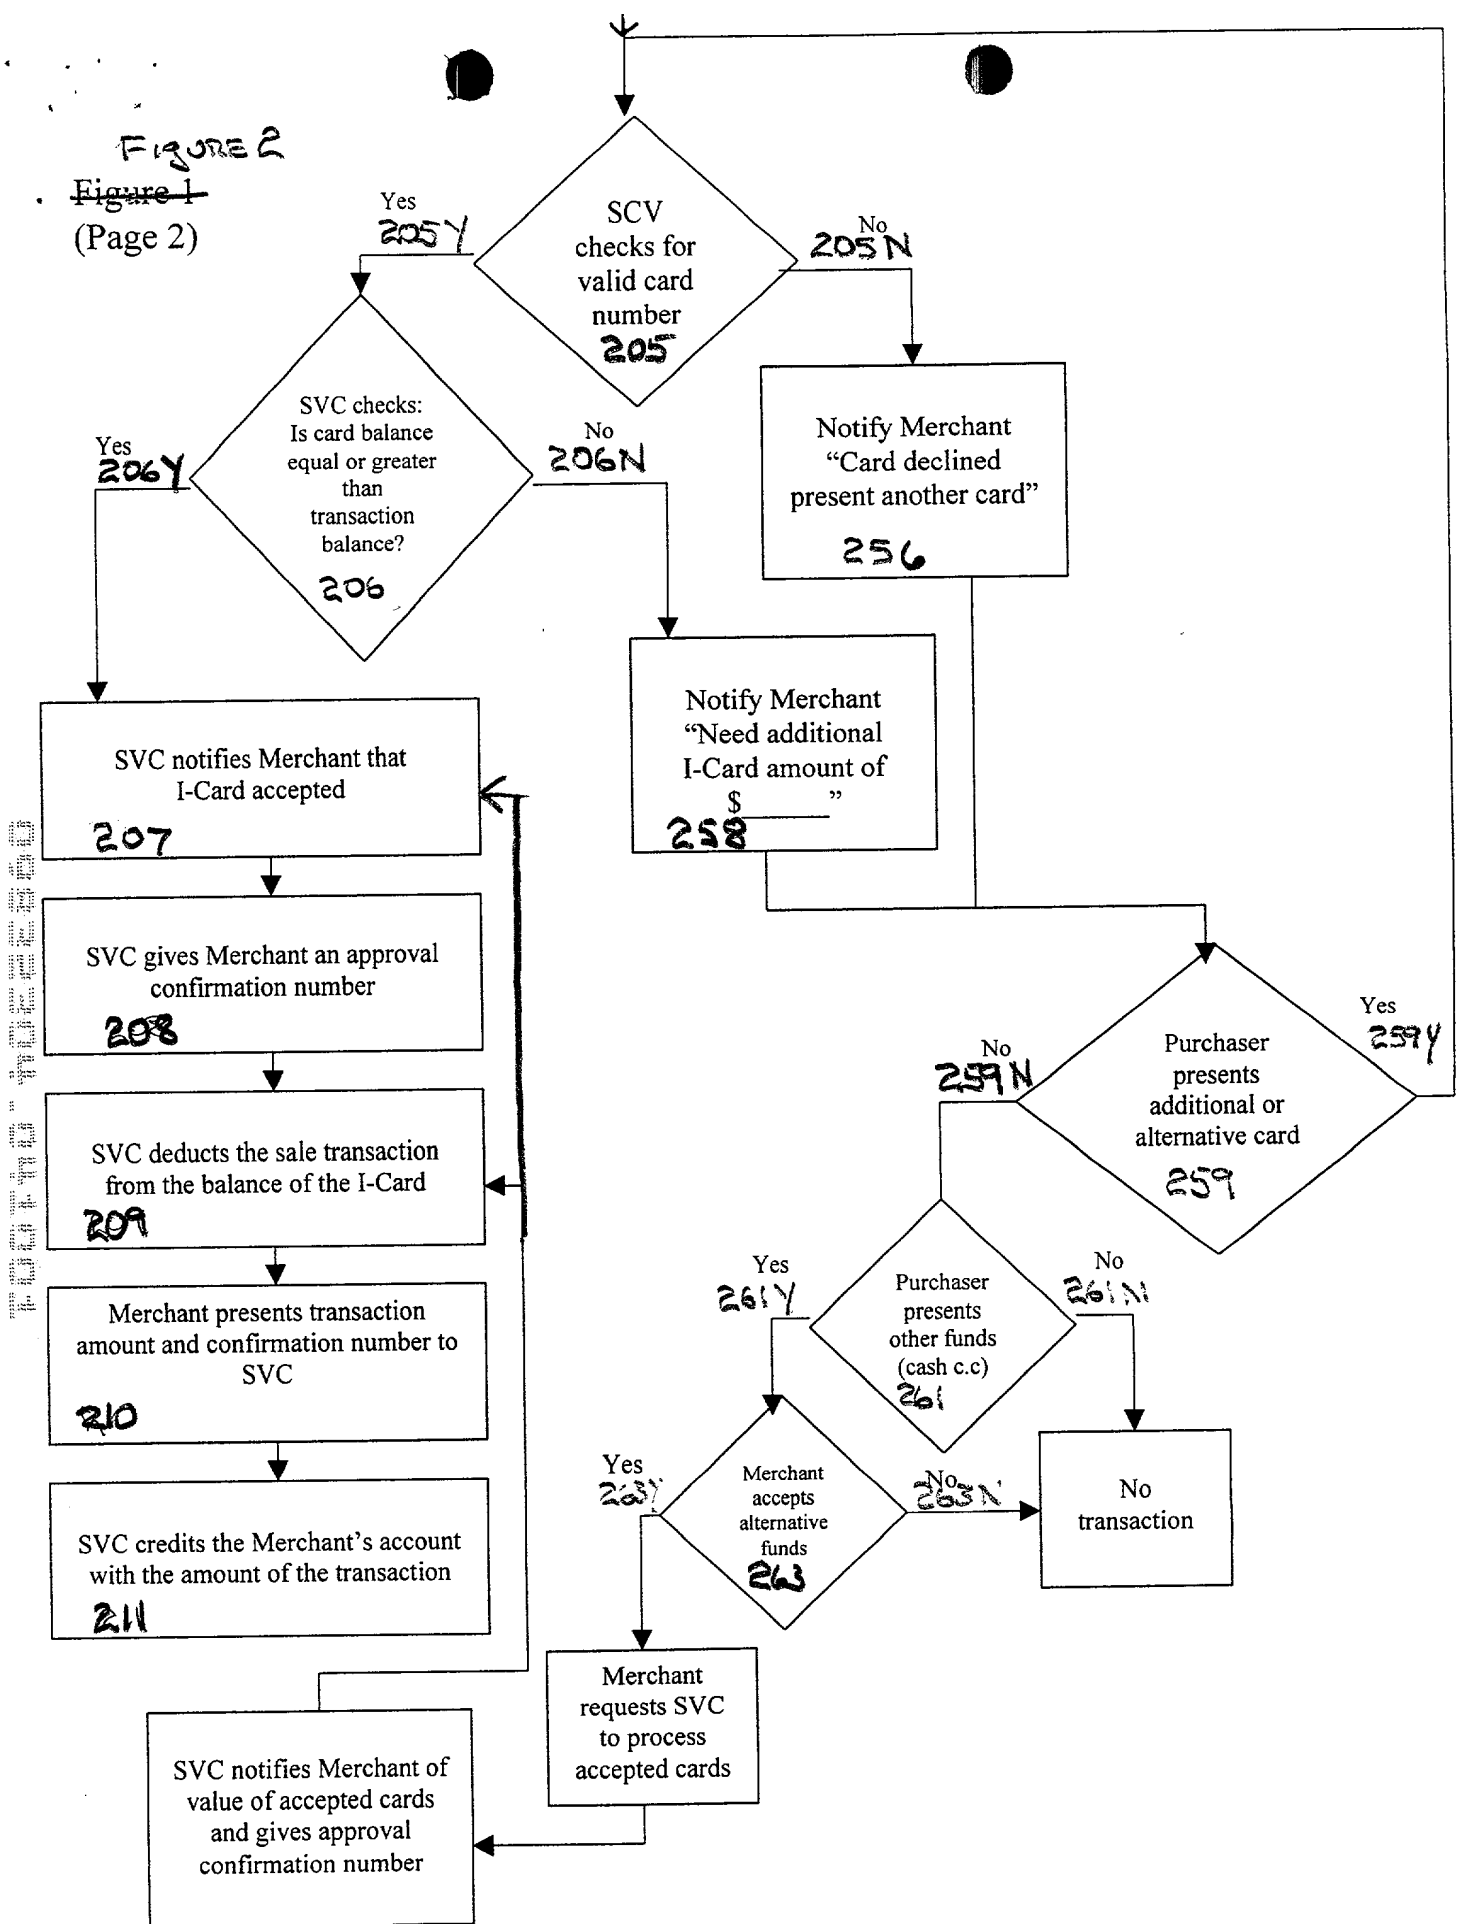 FIGURE 2
Figure 1
(Page 2)
SCV
checks for
valid card
number
205
Yes
205Y
No
205N
SVC checks:
Is card balance
equal or greater
than
transaction
balance?
206
Yes
206Y
No
206N
Notify Merchant
“Card declined
present another card”
256
Notify Merchant
“Need additional
I-Card amount of
$______”
258
SVC notifies Merchant that
I-Card accepted
207
SVC gives Merchant an approval
confirmation number
208
SVC deducts the sale transaction
from the balance of the I-Card
209
Merchant presents transaction
amount and confirmation number to
SVC
210
SVC credits the Merchant’s account
with the amount of the transaction
211
Purchaser
presents
additional or
alternative card
259
Yes
259Y
No
259N
Purchaser
presents
other funds
(cash c.c)
261
Yes
261Y
No
261N
Merchant
accepts
alternative
funds
263
Yes
263Y
No
263N
No
transaction
Merchant
requests SVC
to process
accepted cards
SVC notifies Merchant of
value of accepted cards
and gives approval
confirmation number